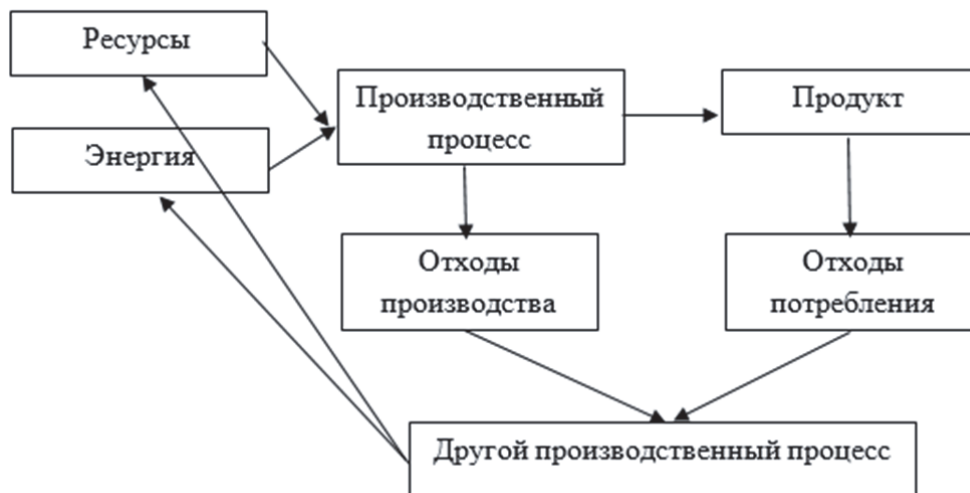 Ресурсы
Энергия
Производственный
процесс
Продукт
Отходы
производства
Отходы
потребления
Другой производственный процесс